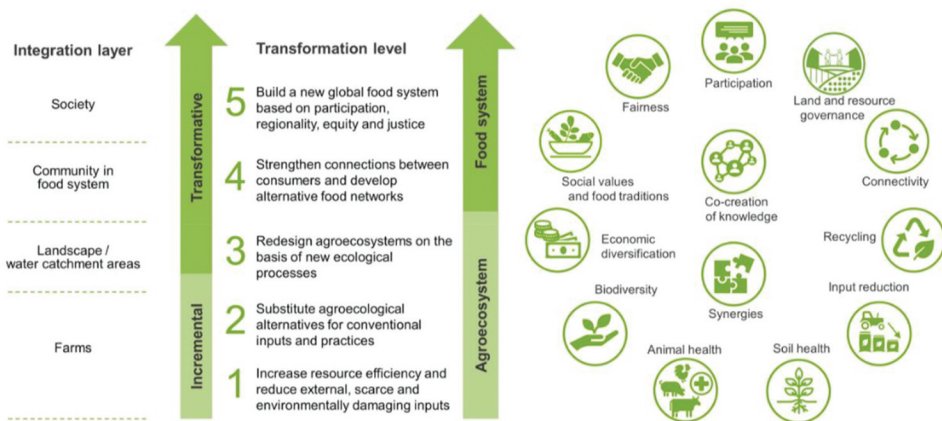 Integration layer
Society
Community in
food system
Landscape /
water catchment areas
Farms
Transformative
Incremental
Transformation level
5
Build a new global food system
based on participation,
regionality, equity and justice
4
Strengthen connections between
consumers and develop
alternative food networks
3
Redesign agroecosystems on the
basis of new ecological
processes
2
Substitute agroecological
alternatives for conventional
inputs and practices
1
Increase resource efficiency and
reduce external, scarce and
environmentally damaging inputs
Food system
Agroecosystem
Participation
Fairness
Land and resource
governance
Social values
and food traditions
Co-creation
of knowledge
Connectivity
Economic
diversification
Recycling
Biodiversity
Synergies
Input reduction
Animal health
Soil health